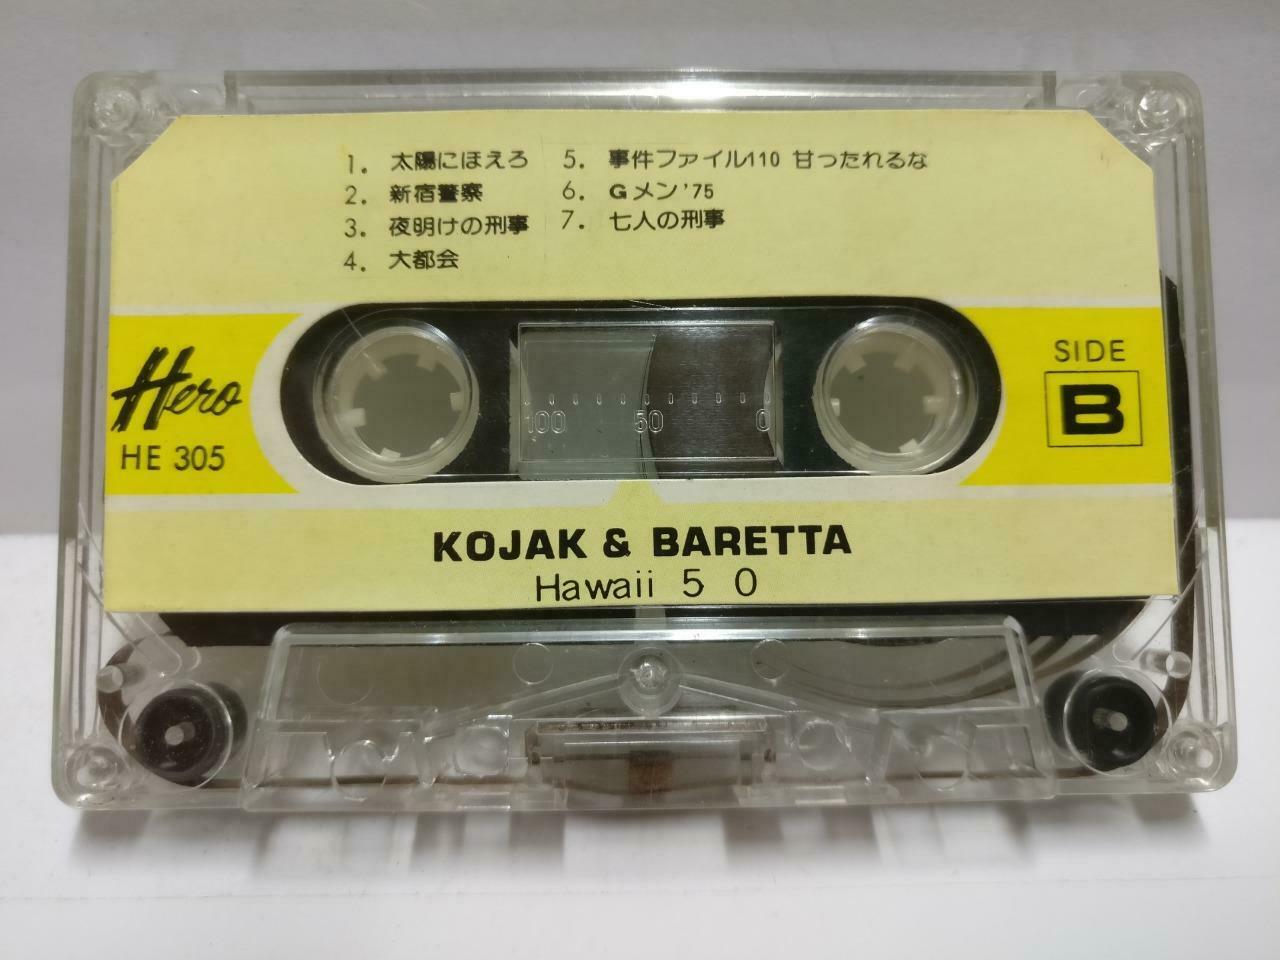 1. 太陽にほえろ
2. 新宿警察
3. 夜明けの刑事
4. 大都会
5. 事件ファイル110 甘ったれるな
6. Gメン'75
7. 七人の刑事
Hero
HE 305
100 50 0
SIDE
B
KOJAK & BARETTA
Hawaii 5 0